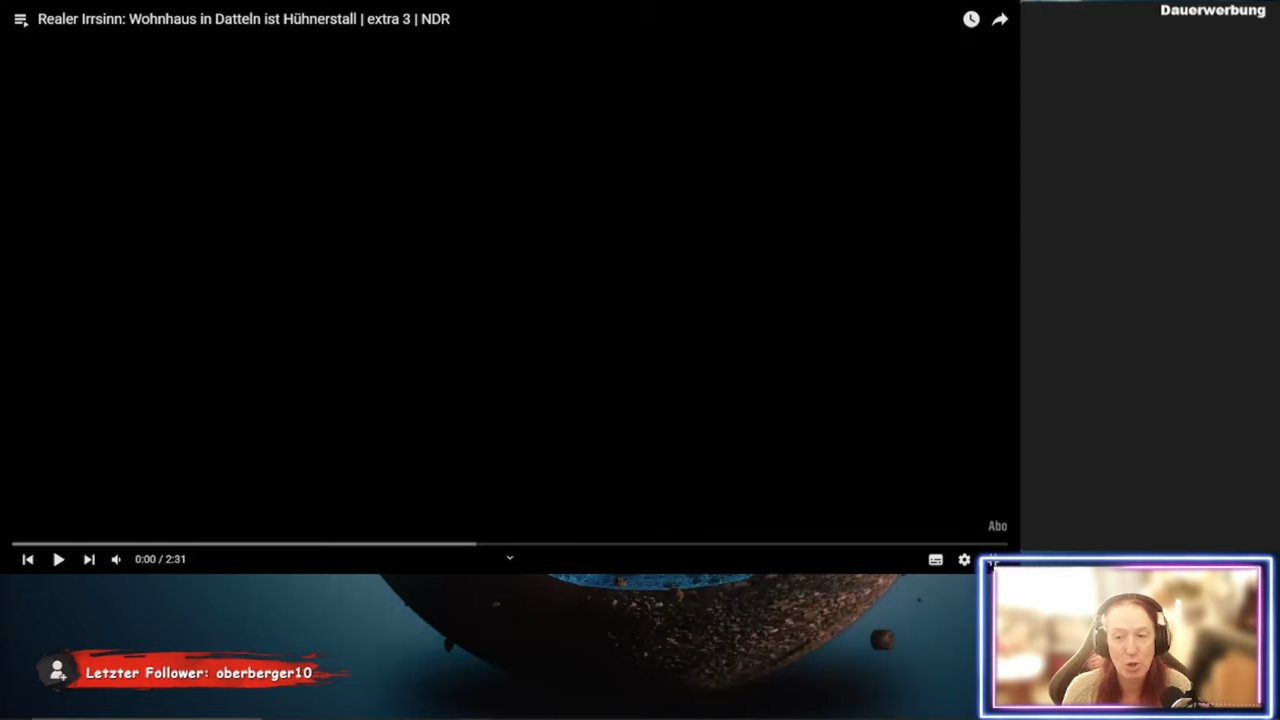 Realer Irrsinn: Wohnhaus in Datteln ist Hühnerstall | extra 3 | NDR
Dauerwerbung
Abo
0:00 / 2:31
Letzter Follower: oberberger10